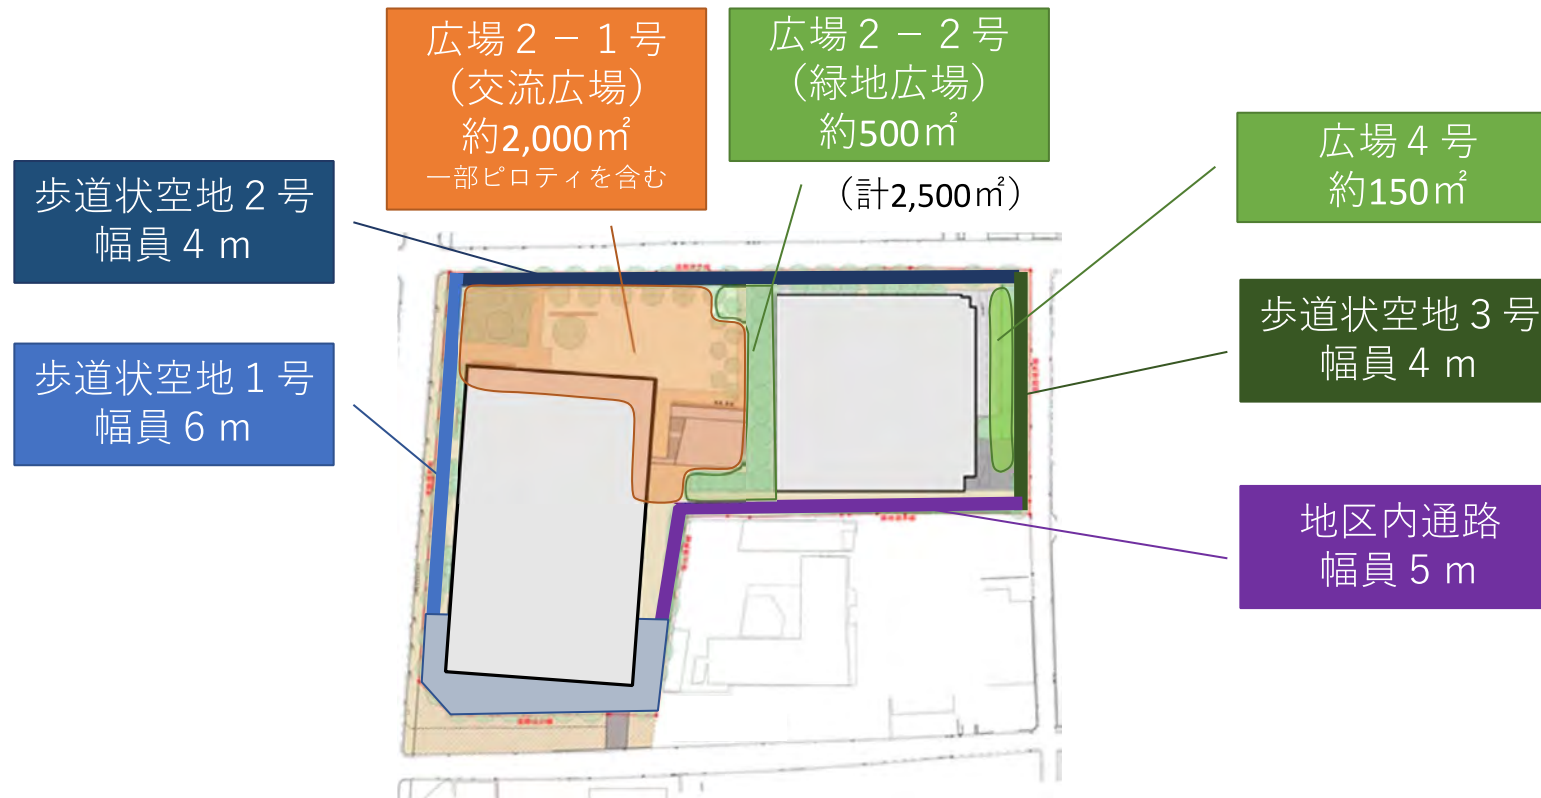 広場２－１号
（交流広場）
約2,000㎡
一部ピロティを含む
広場２－２号
（緑地広場）
約500㎡
（計2,500㎡）
広場４号
約150㎡
歩道状空地２号
幅員４ｍ
歩道状空地３号
幅員４ｍ
歩道状空地１号
幅員６ｍ
地区内通路
幅員５ｍ